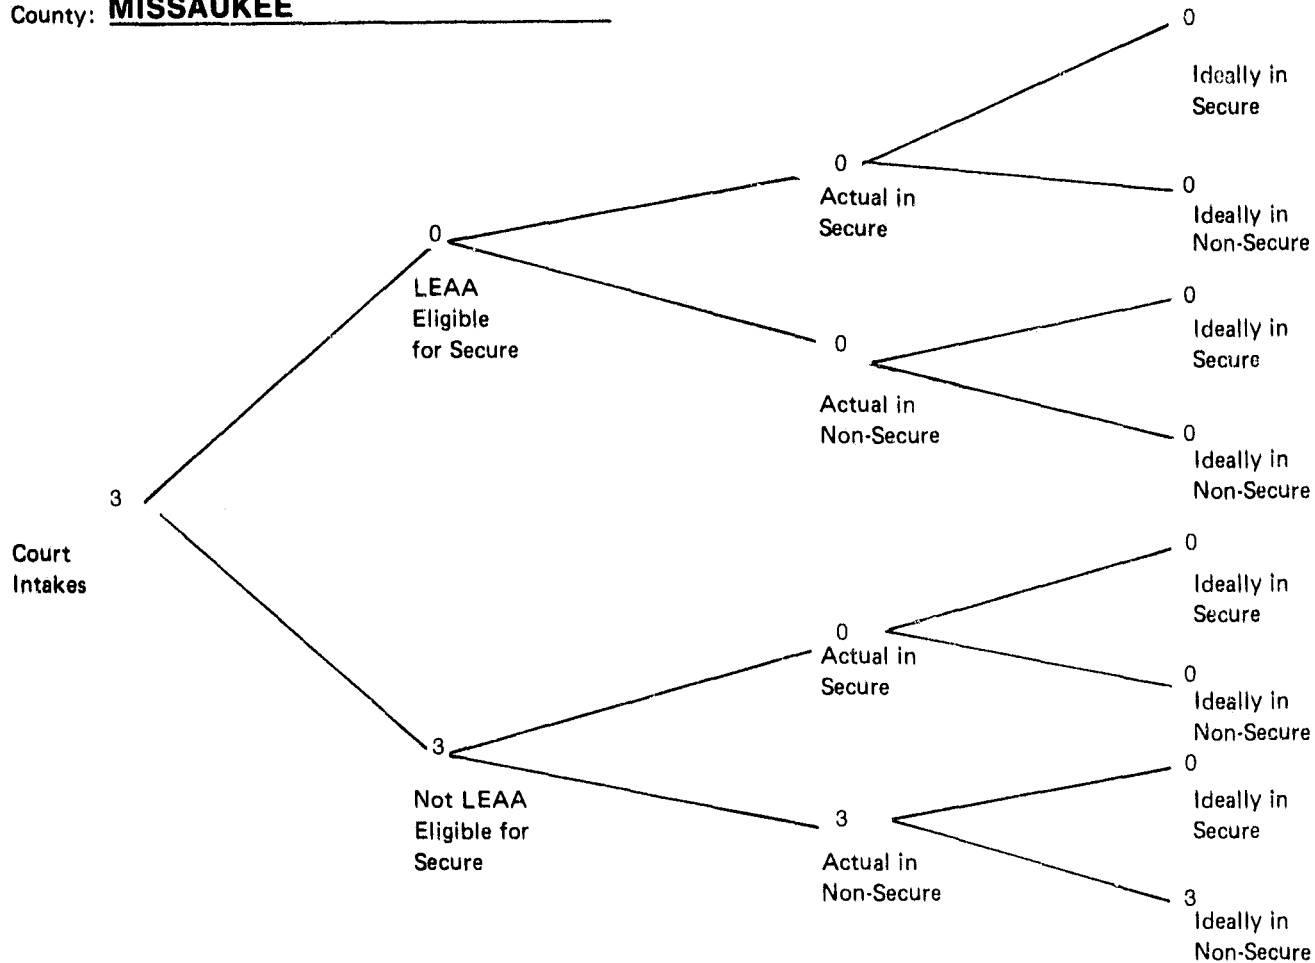 County: MISSAUKEE
0
Ideally in
Secure
0
Actual in
Secure
0
Ideally in
Non-Secure
0
LEAA
Eligible
for Secure
0
Ideally in
Secure
0
Actual in
Non-Secure
0
Ideally in
Non-Secure
3
Court
Intakes
0
Ideally in
Secure
0
Actual in
Secure
0
Ideally in
Non-Secure
3
Not LEAA
Eligible for
Secure
0
Ideally in
Secure
3
Actual in
Non-Secure
3
Ideally in
Non-Secure